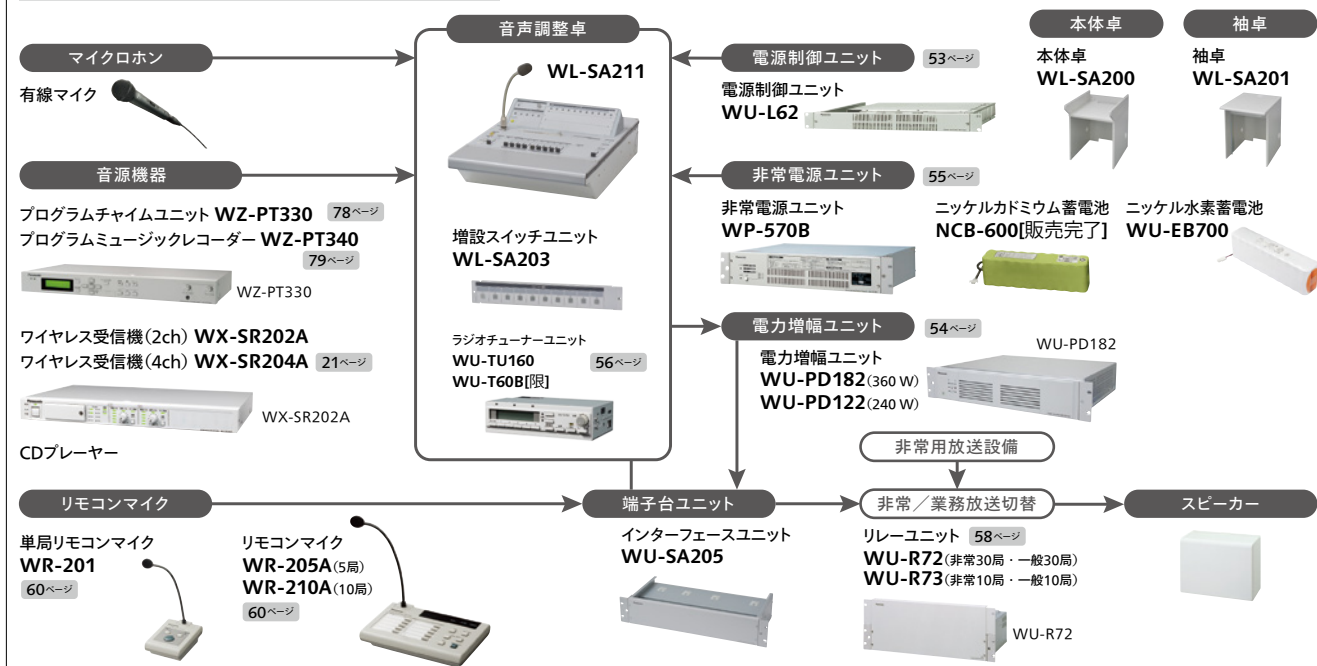 音声調整卓
WL-SA211
増設スイッチユニット
WL-SA203
ラジオチューナーユニット
WU-TU160
WU-T60B[限]
56ページ
マイクロホン
有線マイク
音源機器
プログラムチャイムユニット WZ-PT330 78ページ
プログラムミュージックレコーダー WZ-PT340
79ページ
WZ-PT330
ワイヤレス受信機(2ch) WX-SR202A
ワイヤレス受信機(4ch) WX-SR204A 21ページ
WX-SR202A
CDプレーヤー
電源制御ユニット 53ページ
電源制御ユニット
WU-L62
本体卓
本体卓
WL-SA200
袖卓
袖卓
WL-SA201
非常電源ユニット 55ページ
非常電源ユニット
WP-570B
ニッケルカドミウム蓄電池
NCB-600[販売完了]
ニッケル水素蓄電池
WU-EB700
電力増幅ユニット 54ページ
電力増幅ユニット
WU-PD182(360 W)
WU-PD122(240 W)
WU-PD182
非常用放送設備
リモコンマイク
単局リモコンマイク
WR-201
60ページ
リモコンマイク
WR-205A(5局)
WR-210A(10局)
60ページ
端子台ユニット
インターフェースユニット
WU-SA205
非常/業務放送切替
リレーユニット 58ページ
WU-R72(非常30局・一般30局)
WU-R73(非常10局・一般10局)
WU-R72
スピーカー